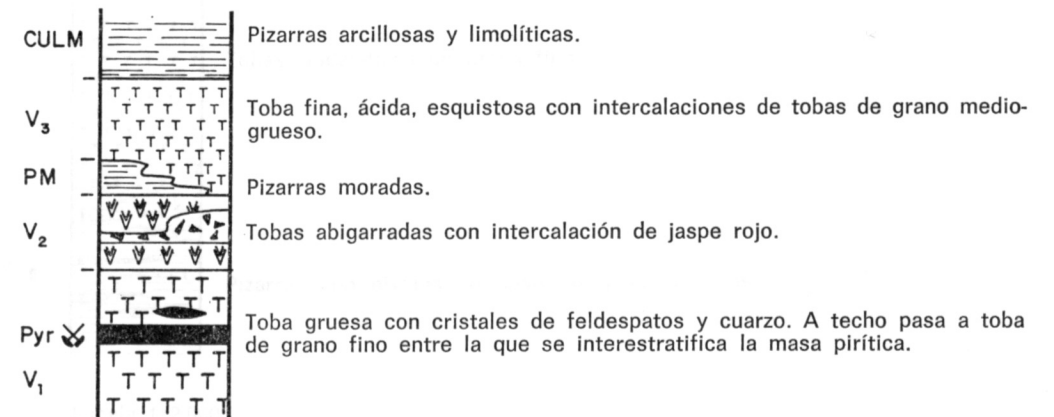 CULM
Pizarras arcillosas y limolíticas.
V₃
Toba fina, ácida, esquistosa con intercalaciones de tobas de grano medio-
grueso.
PM
Pizarras moradas.
V₂
Tobas abigarradas con intercalación de jaspe rojo.
Pyr
Toba gruesa con cristales de feldespatos y cuarzo. A techo pasa a toba
de grano fino entre la que se interestratifica la masa pirítica.
V₁